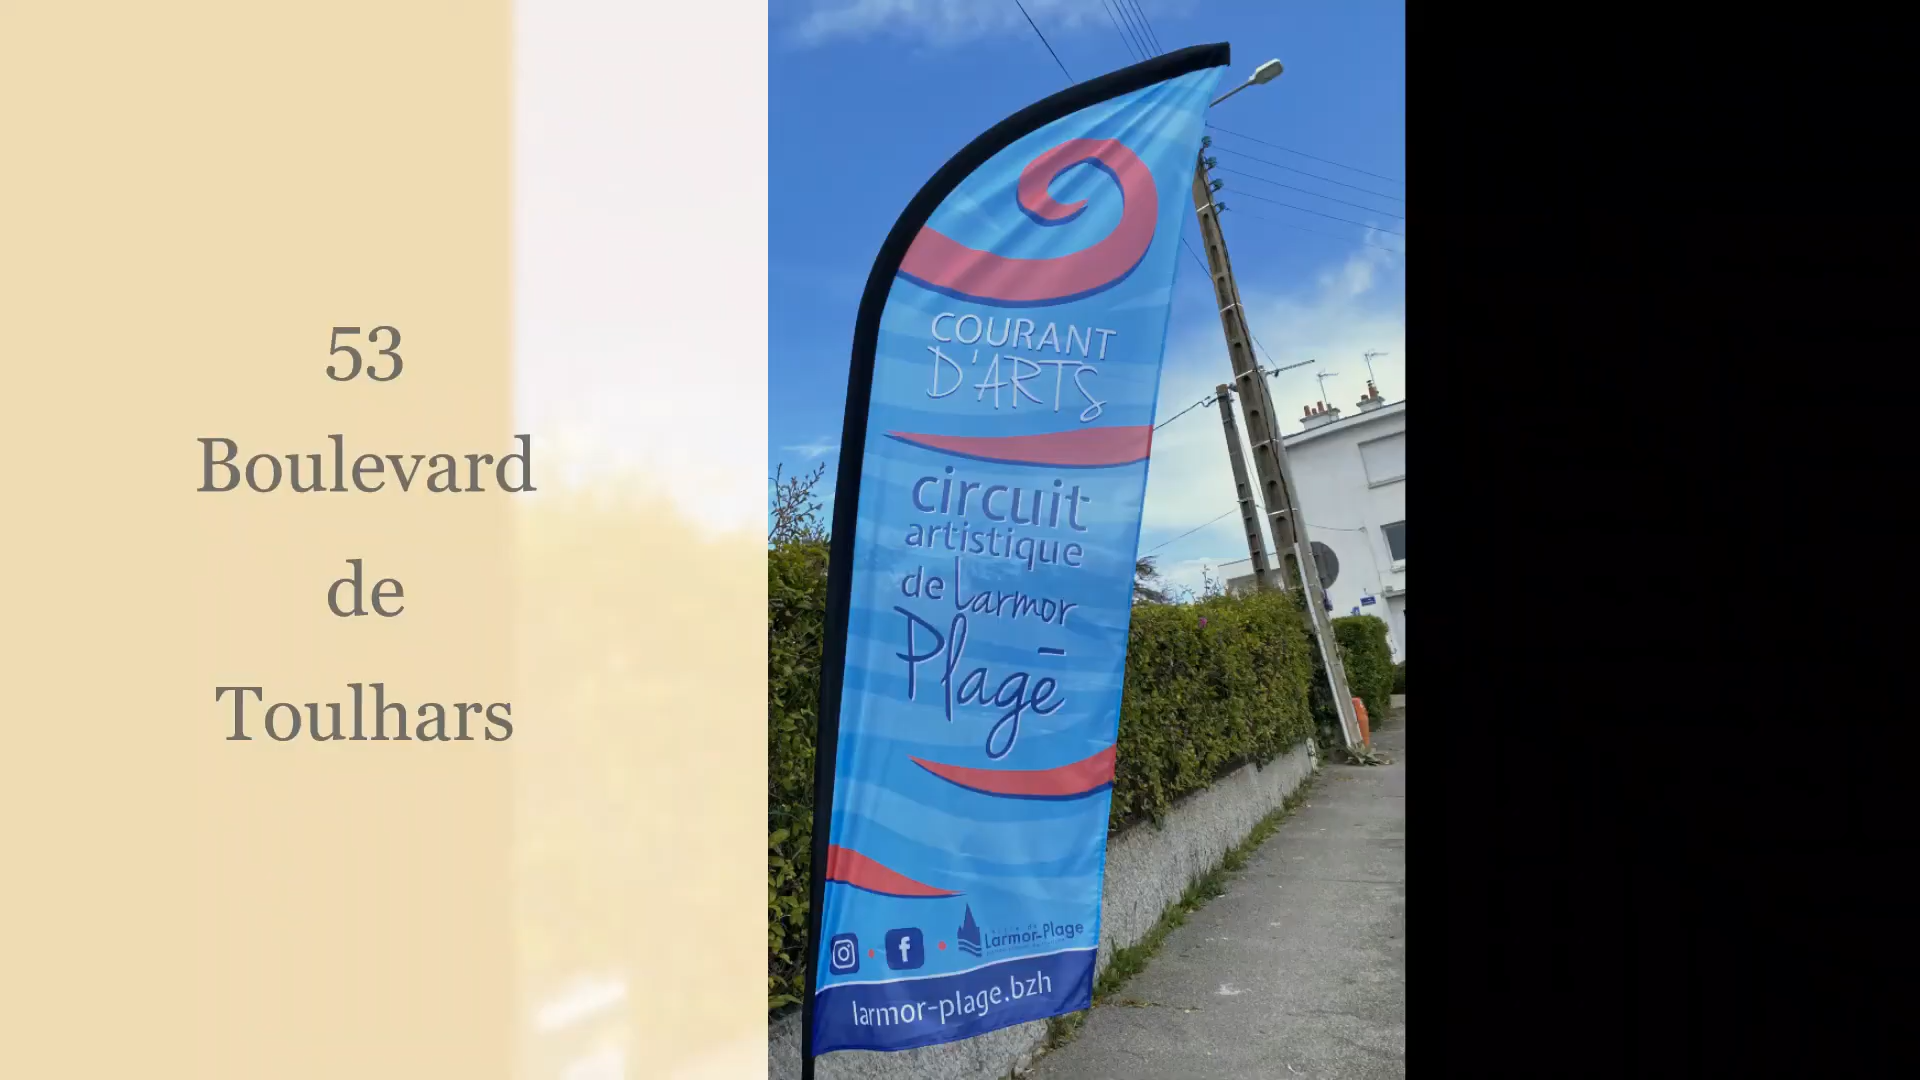 53
Boulevard
de
Toulhars
COURANT
D'ARTS
circuit
artistique
de Larmor
Plage
Larmor-Plage
larmor-plage.bzh